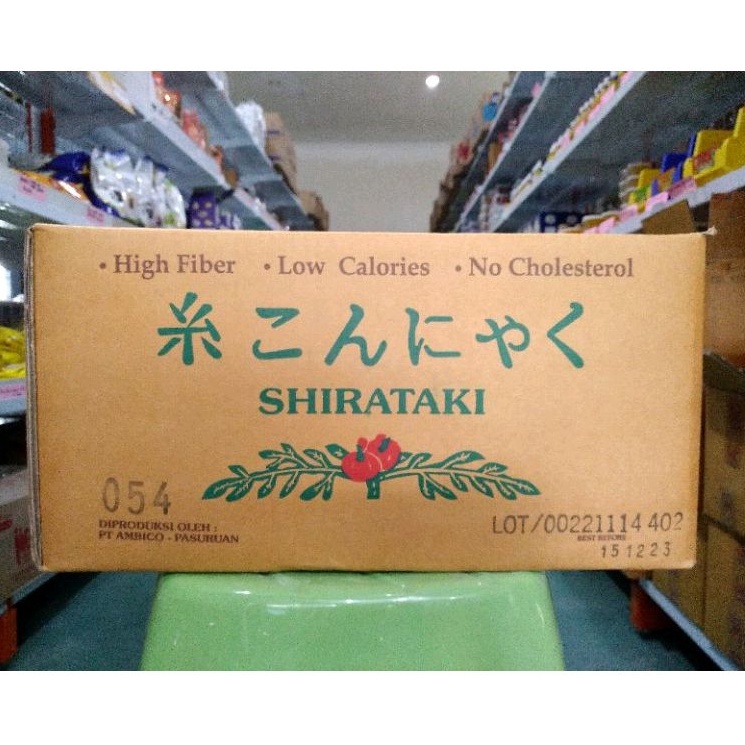 • High Fiber • Low Calories • No Cholesterol
糸こんにゃく
SHIRATAKI
054
DIPRODUKSI OLEH :
PT AMBICO - PASURUAN
LOT/00221114 402
BEST BEFORE
151223